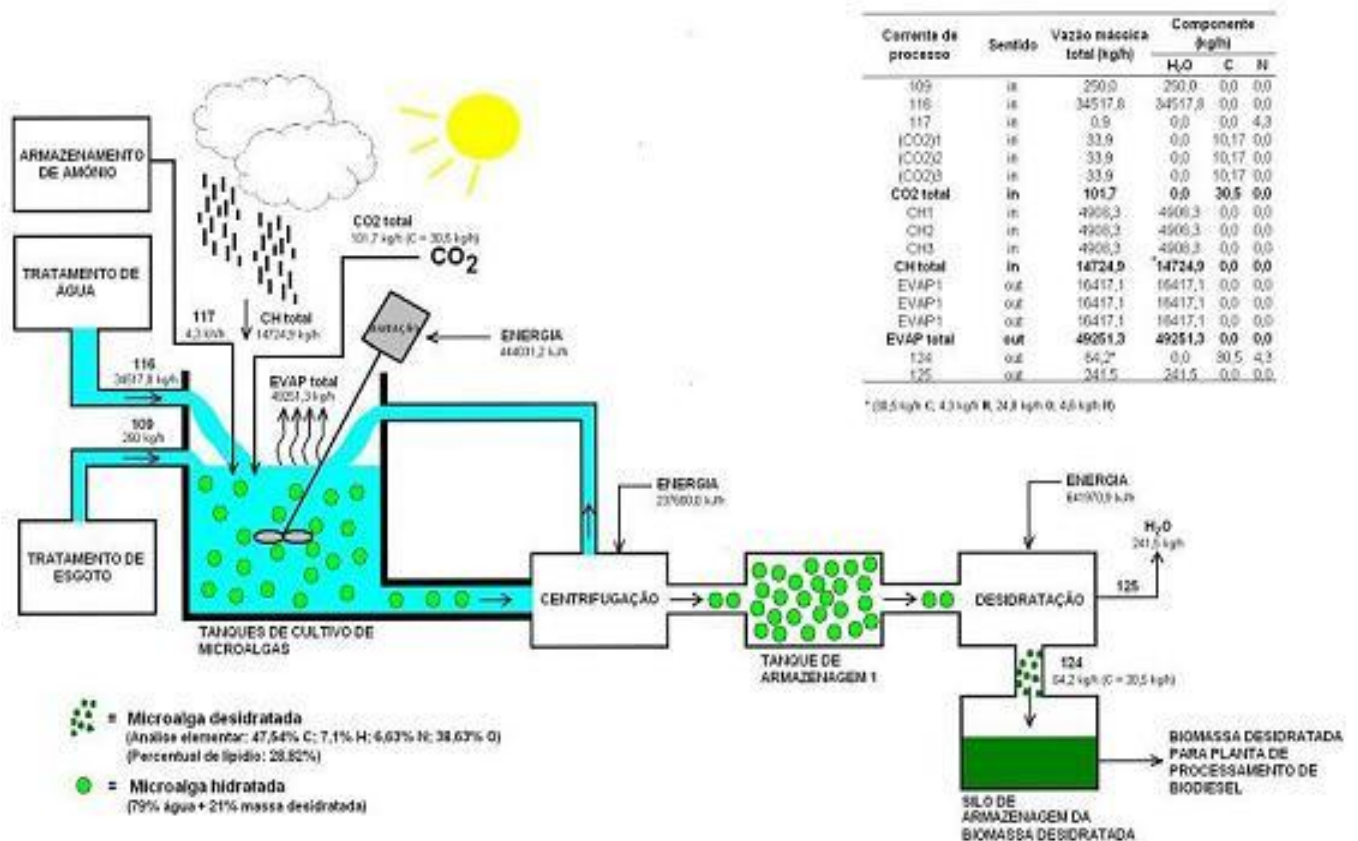 Corrente de processo Sentido Vazão mássica total (kg/h) Componente (kg/h)
H₂O C N
109 in 250,0 250,0 0,0 0,0
116 in 34517,8 34517,8 0,0 0,0
117 in 0,9 0,0 0,0 4,3
(CO2)1 in 33,9 0,0 10,17 0,0
(CO2)2 in 33,9 0,0 10,17 0,0
(CO2)3 in 33,9 0,0 10,17 0,0
CO2 total in 101,7 0,0 30,5 0,0
CH1 in 4908,3 4908,3 0,0 0,0
CH2 in 4908,3 4908,3 0,0 0,0
CH3 in 4908,3 4908,3 0,0 0,0
CH total in 14724,9 *14724,9 0,0 0,0
EVAP1 out 16417,1 16417,1 0,0 0,0
EVAP1 out 16417,1 16417,1 0,0 0,0
EVAP1 out 16417,1 16417,1 0,0 0,0
EVAP total out 49251,3 49251,3 0,0 0,0
124 out 64,2* 0,0 30,5 4,3
125 out 241,5 241,5 0,0 0,0
* (30,5 kg/h C; 4,3 kg/h N; 24,8 kg/h O; 4,6 kg/h H)
ARMAZENAMENTO
DE AMÓNIO
TRATAMENTO DE
ÁGUA
CO2 total
101,7 kg/h (C = 30,5 kg/h)
CO₂
117
CH total
14724,9 kg/h
ENERGIA
116
34517,8 kg/h
EVAP total
49251,3 kg/h
109
TRATAMENTO DE
ESGOTO
ENERGIA
CENTRIFUGAÇÃO
TANQUES DE CULTIVO DE
MICROALGAS
TANQUE DE
ARMAZENAGEM 1
ENERGIA
641970,9 kJ/h
H₂O
241,5 kg/h
DESIDRATAÇÃO
125
124
64,2 kg/h (C = 30,5 kg/h)
= Microalga desidratada
(Análise elementar: 47,54% C; 7,1% H; 6,63% N; 38,63% O)
(Percentual de lipídio: 28,82%)
= Microalga hidratada
(79% água + 21% massa desidratada)
BIOMASSA DESIDRATADA
PARA PLANTA DE
PROCESSAMENTO DE
BIODIESEL
SILO DE
ARMAZENAGEM DA
BIOMASSA DESIDRATADA